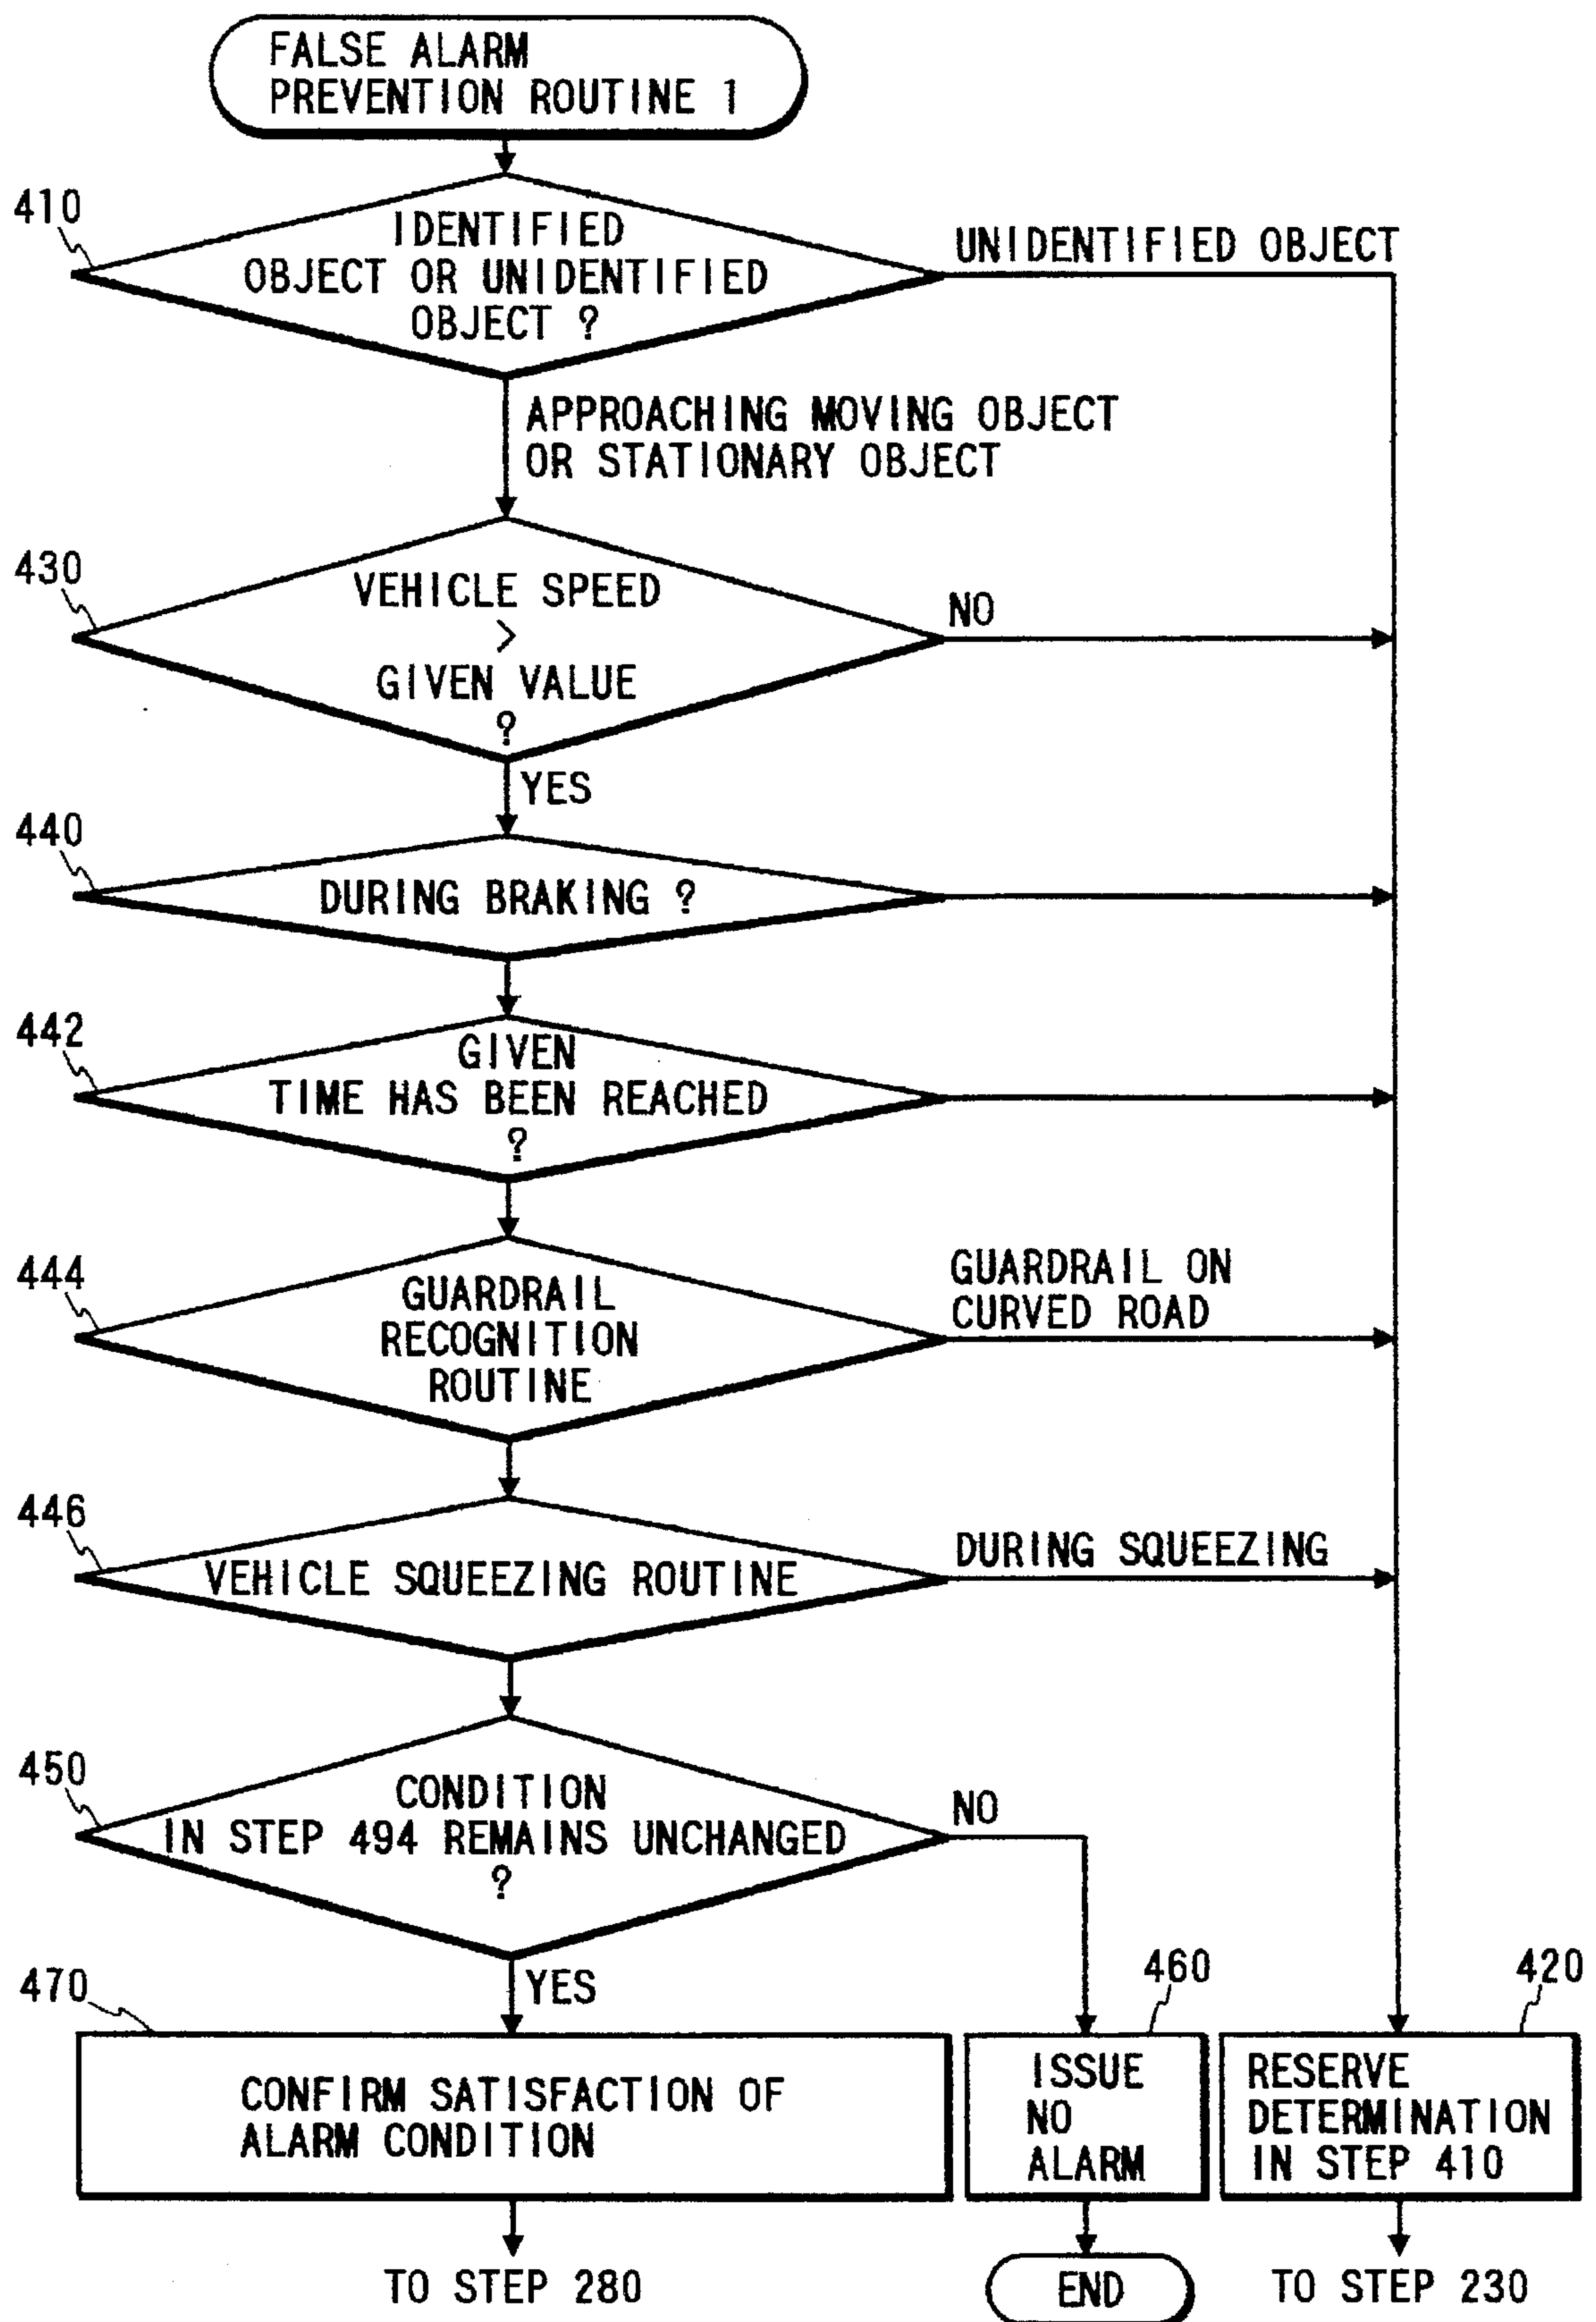 FALSE ALARM
PREVENTION ROUTINE 1
410
IDENTIFIED
OBJECT OR UNIDENTIFIED
OBJECT ?
UNIDENTIFIED OBJECT
APPROACHING MOVING OBJECT
OR STATIONARY OBJECT
430
VEHICLE SPEED
>
GIVEN VALUE
?
NO
YES
440
DURING BRAKING ?
442
GIVEN
TIME HAS BEEN REACHED
?
444
GUARDRAIL
RECOGNITION
ROUTINE
GUARDRAIL ON
CURVED ROAD
446
VEHICLE SQUEEZING ROUTINE
DURING SQUEEZING
450
CONDITION
IN STEP 494 REMAINS UNCHANGED
?
NO
YES
470
CONFIRM SATISFACTION OF
ALARM CONDITION
460
ISSUE
NO
ALARM
420
RESERVE
DETERMINATION
IN STEP 410
TO STEP 280
END
TO STEP 230